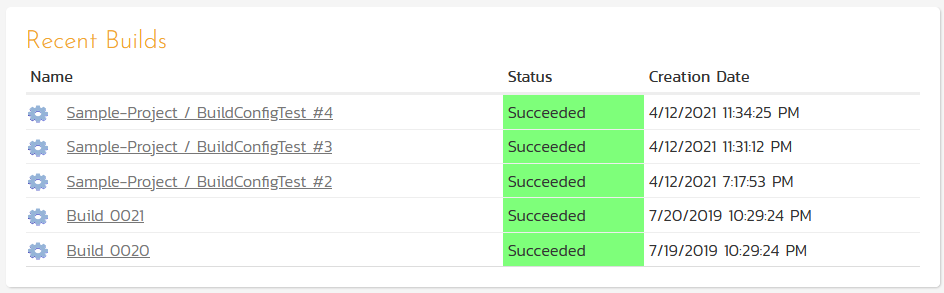 Recent Builds
Name Status Creation Date
Sample-Project / BuildConfigTest #4 Succeeded 4/12/2021 11:34:25 PM
Sample-Project / BuildConfigTest #3 Succeeded 4/12/2021 11:31:12 PM
Sample-Project / BuildConfigTest #2 Succeeded 4/12/2021 7:17:53 PM
Build 0021 Succeeded 7/20/2019 10:29:24 PM
Build 0020 Succeeded 7/19/2019 10:29:24 PM